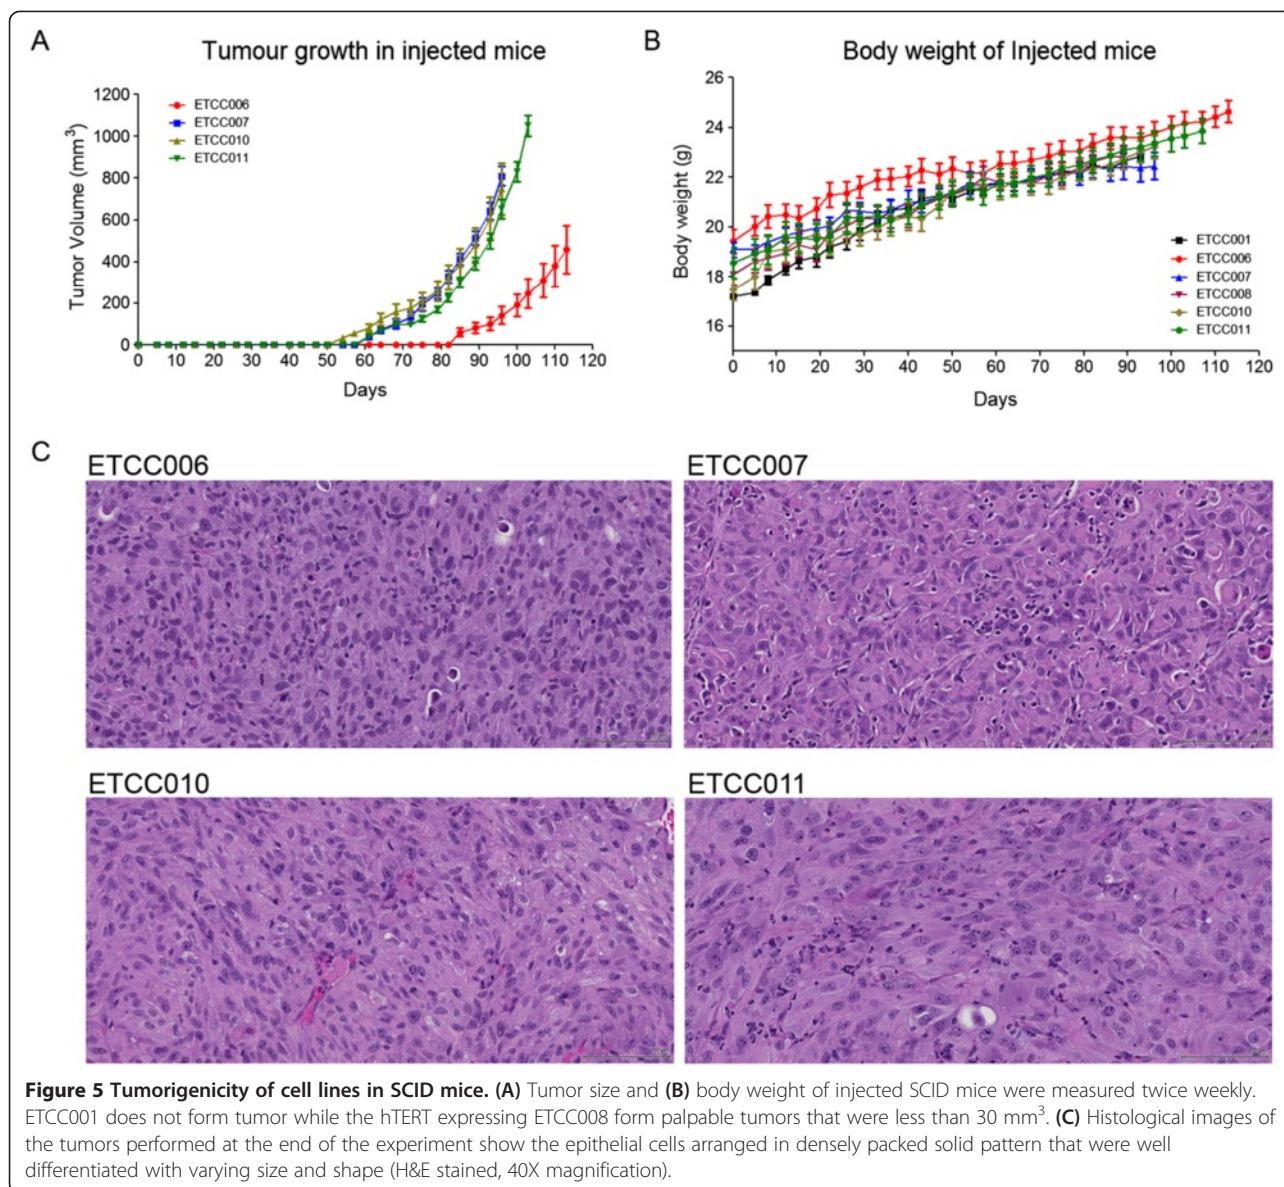 A
Tumour growth in injected mice
Tumor Volume (mm³)
1200
1000
800
600
400
200
0
ETCC006
ETCC007
ETCC010
ETCC011
0 10 20 30 40 50 60 70 80 90 100 110 120
Days
B
Body weight of Injected mice
Body weight (g)
26
24
22
20
18
16
ETCC001
ETCC006
ETCC007
ETCC008
ETCC010
ETCC011
0 10 20 30 40 50 60 70 80 90 100 110 120
Days
C
ETCC006
ETCC007
ETCC010
ETCC011
Figure 5 Tumorigenicity of cell lines in SCID mice. (A) Tumor size and (B) body weight of injected SCID mice were measured twice weekly.
ETCC001 does not form tumor while the hTERT expressing ETCC008 form palpable tumors that were less than 30 mm³. (C) Histological images of
the tumors performed at the end of the experiment show the epithelial cells arranged in densely packed solid pattern that were well
differentiated with varying size and shape (H&E stained, 40X magnification).